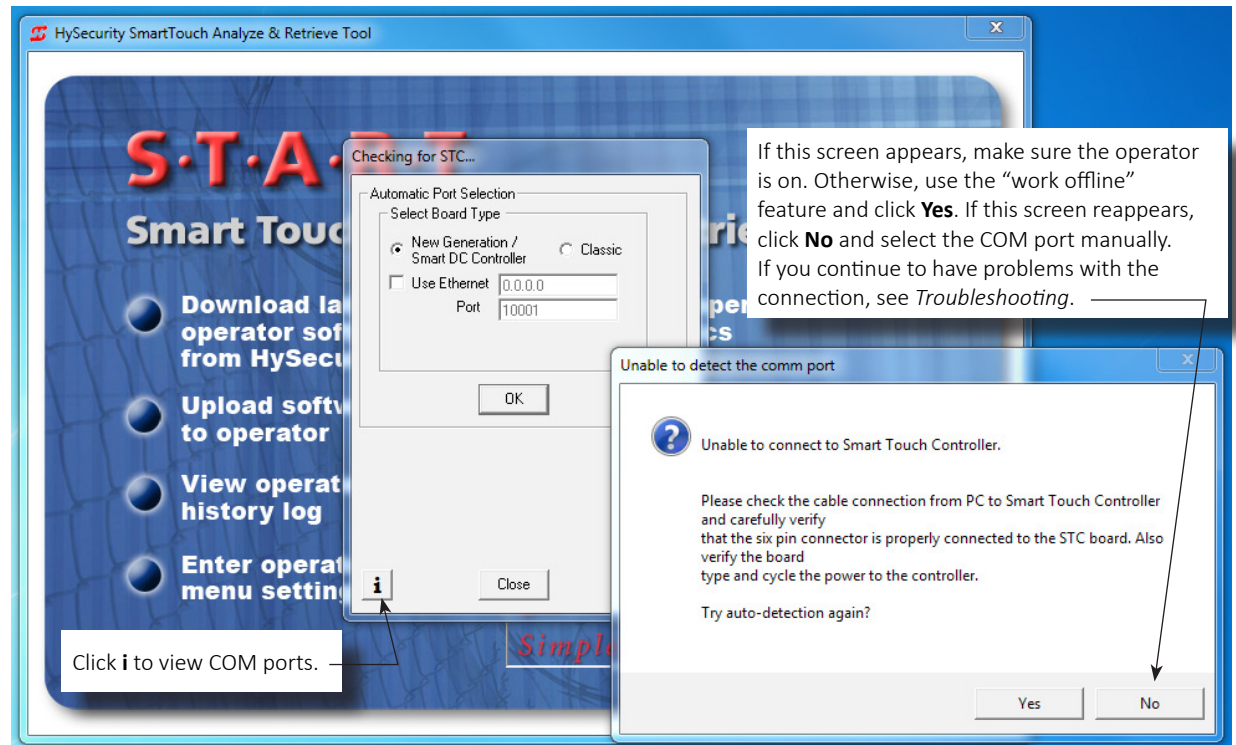 HySecurity SmartTouch Analyze & Retrieve Tool
S·T·A·R·T
Smart Touc
rie
Download la
operator sof
from HySecu
Upload softw
to operator
View operat
history log
Enter operat
menu setting
Simple
Checking for STC...
Automatic Port Selection
Select Board Type
New Generation /
Smart DC Controller
Classic
Use Ethernet
0.0.0.0
Port
10001
OK
i
Close
Click i to view COM ports.
If this screen appears, make sure the operator
is on. Otherwise, use the “work offline”
feature and click Yes. If this screen reappears,
click No and select the COM port manually.
If you continue to have problems with the
connection, see Troubleshooting.
per
cs
Unable to detect the comm port
Unable to connect to Smart Touch Controller.
Please check the cable connection from PC to Smart Touch Controller
and carefully verify
that the six pin connector is properly connected to the STC board. Also
verify the board
type and cycle the power to the controller.
Try auto-detection again?
Yes
No